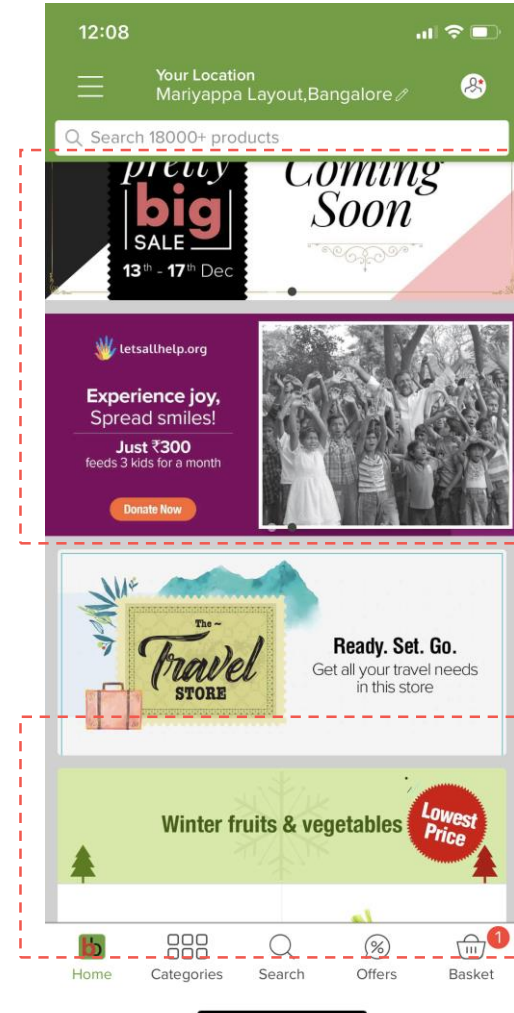 12:08
Your Location
Mariyappa Layout,Bangalore
Search 18000+ products
pretty
big
SALE
13th - 17th Dec
Coming
Soon
letsallhelp.org
Experience joy,
Spread smiles!
Just ₹300
feeds 3 kids for a month
Donate Now
The ~
Travel
STORE
Ready. Set. Go.
Get all your travel needs
in this store
Winter fruits & vegetables
Lowest
Price
bb
1
Home
Categories
Search
Offers
Basket